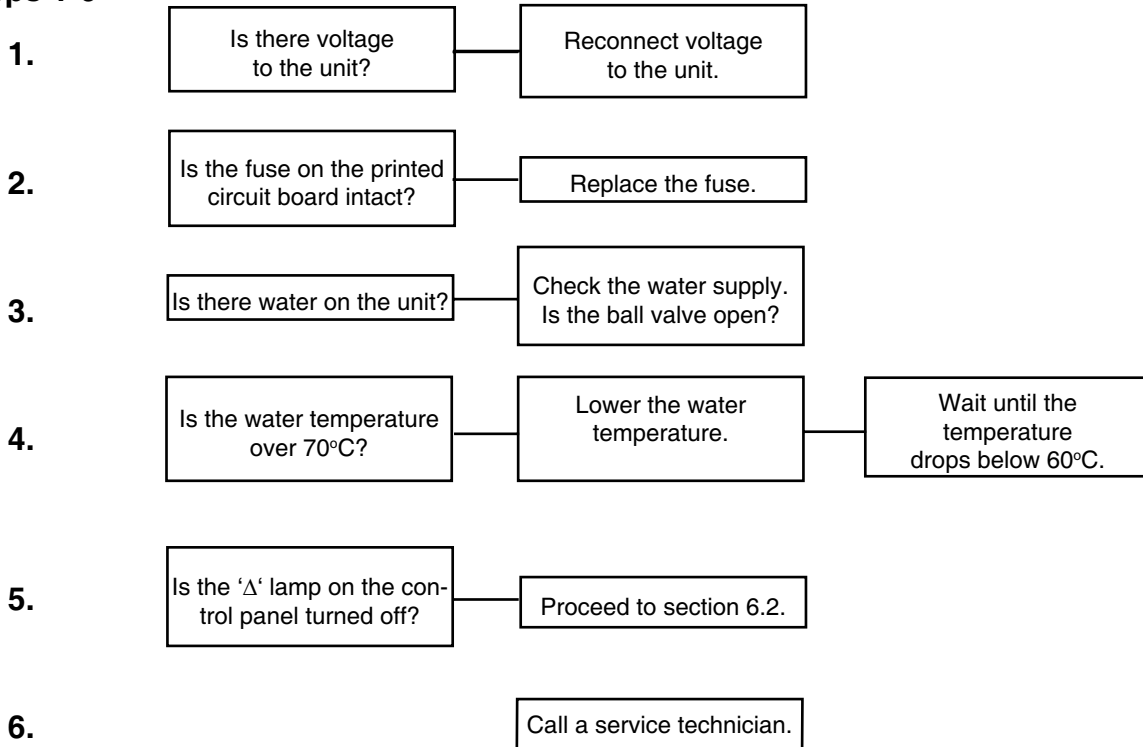 1.
Is there voltage
to the unit?
Reconnect voltage
to the unit.
2.
Is the fuse on the printed
circuit board intact?
Replace the fuse.
3.
Is there water on the unit?
Check the water supply.
Is the ball valve open?
4.
Is the water temperature
over 70°C?
Lower the water
temperature.
Wait until the
temperature
drops below 60°C.
5.
Is the ‘Δ‘ lamp on the con-
trol panel turned off?
Proceed to section 6.2.
6.
Call a service technician.